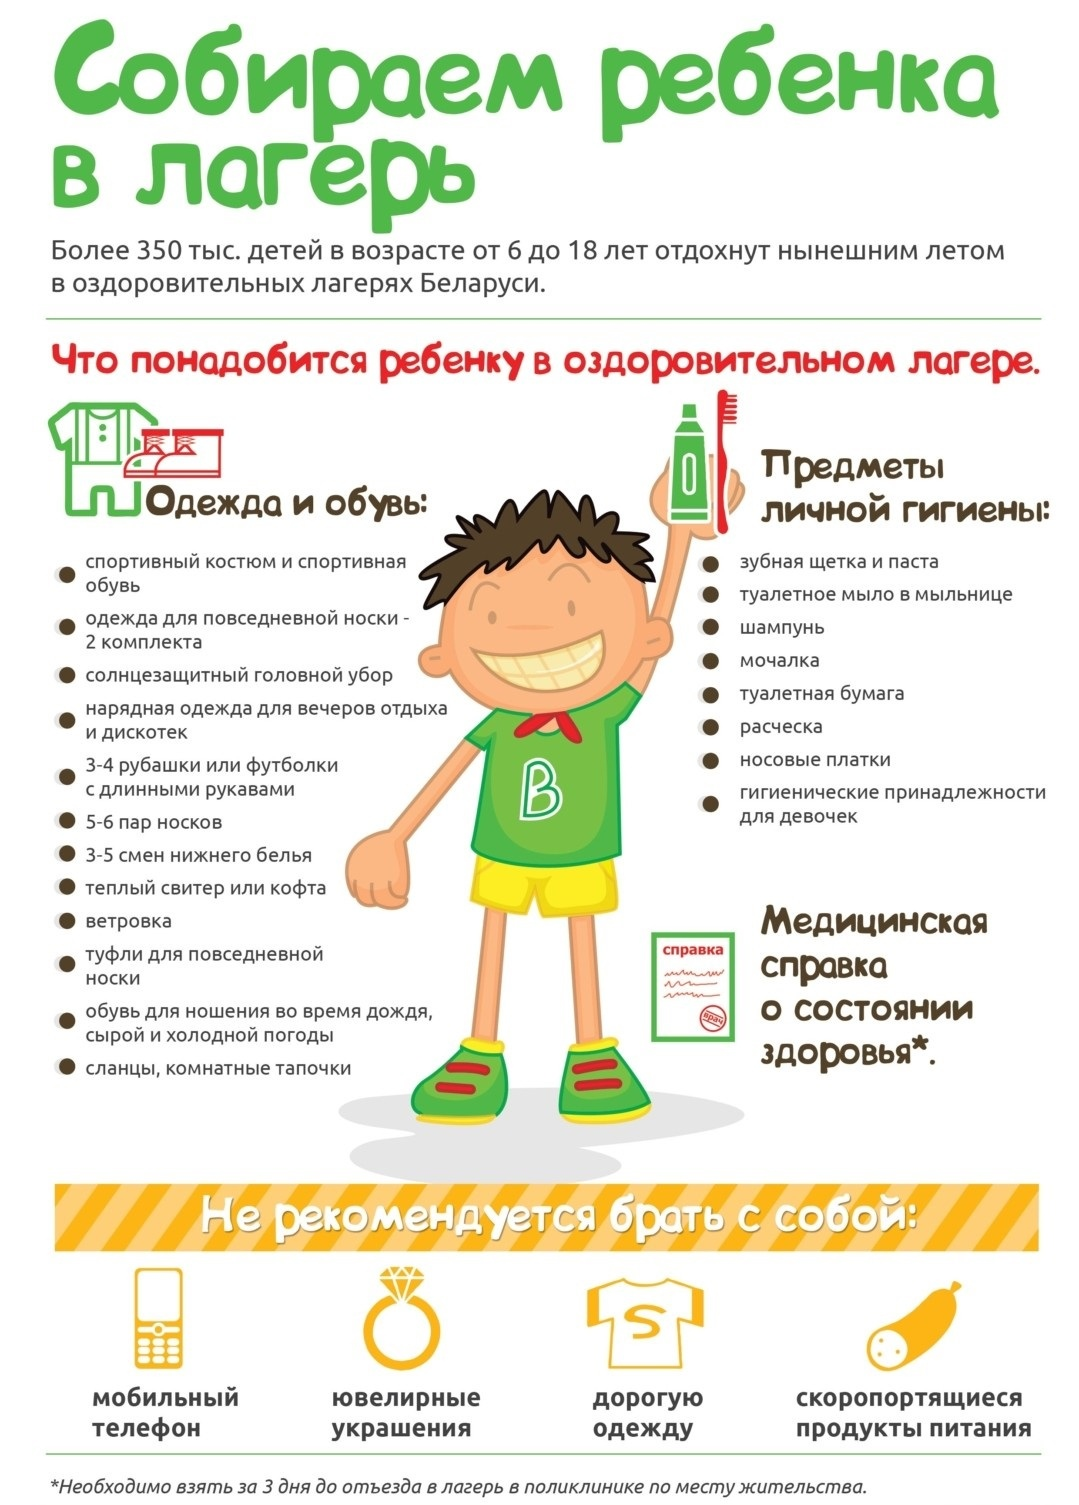 Собираем ребенка
в лагерь
Более 350 тыс. детей в возрасте от 6 до 18 лет отдохнут нынешним летом
в оздоровительных лагерях Беларуси.
Что понадобится ребенку в оздоровительном лагере.
Одежда и обувь:
спортивный костюм и спортивная
обувь
одежда для повседневной носки -
2 комплекта
солнцезащитный головной убор
нарядная одежда для вечеров отдыха
и дискотек
3-4 рубашки или футболки
с длинными рукавами
5-6 пар носков
3-5 смен нижнего белья
теплый свитер или кофта
ветровка
туфли для повседневной
носки
обувь для ношения во время дождя,
сырой и холодной погоды
сланцы, комнатные тапочки
В
Предметы
личной гигиены:
зубная щетка и паста
туалетное мыло в мыльнице
шампунь
мочалка
туалетная бумага
расческа
носовые платки
гигиенические принадлежности
для девочек
справка
врач
Медицинская
справка
о состоянии
здоровья*.
Не рекомендуется брать с собой:
S
мобильный
телефон
ювелирные
украшения
дорогую
одежду
скоропортящиеся
продукты питания
*Необходимо взять за 3 дня до отъезда в лагерь в поликлинике по месту жительства.